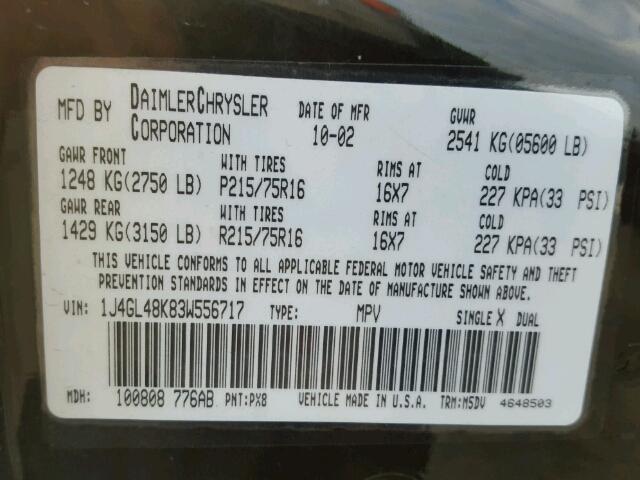 MFD BY DAIMLERCHRYSLER CORPORATION DATE OF MFR 10-02 GVWR 2541 KG(05600 LB)
GAWR FRONT WITH TIRES RIMS AT COLD
1248 KG(2750 LB) P215/75R16 16X7 227 KPA(33 PSI)
GAWR REAR WITH TIRES RIMS AT COLD
1429 KG(3150 LB) R215/75R16 16X7 227 KPA(33 PSI)
THIS VEHICLE CONFORMS TO ALL APPLICABLE FEDERAL MOTOR VEHICLE SAFETY AND THEFT
PREVENTION STANDARDS IN EFFECT ON THE DATE OF MANUFACTURE SHOWN ABOVE.
VIN: 1J4GL48K83W556717 TYPE: MPV SINGLE X DUAL
MDH: 100808 776AB PNT:PX8 VEHICLE MADE IN U.S.A. TRM:M5DV 4648503